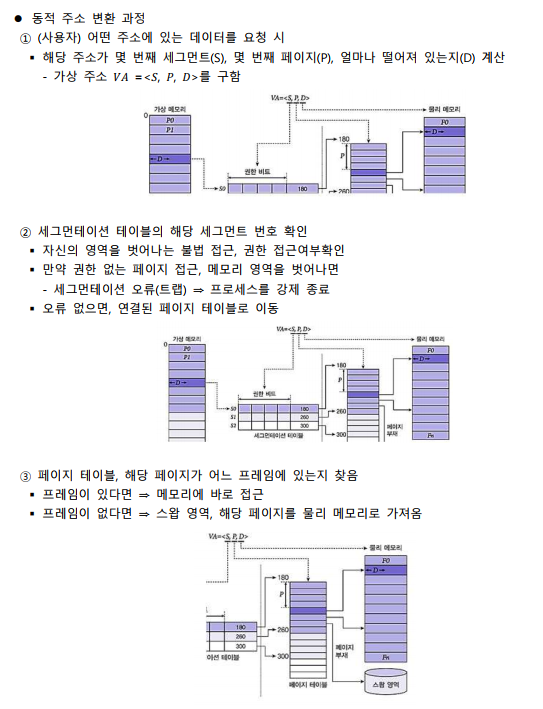 ● 동적 주소 변환 과정
① (사용자) 어떤 주소에 있는 데이터를 요청 시
▪ 해당 주소가 몇 번째 세그먼트(S), 몇 번째 페이지(P), 얼마나 떨어져 있는지(D) 계산
- 가상 주소 VA =<S, P, D>를 구함
VA=<S, P, D>
가상 메모리
물리 메모리
0
P0
P1
←D→
권한 비트
S0
180
180
P
260
P0
←D→
② 세그먼테이션 테이블의 해당 세그먼트 번호 확인
▪ 자신의 영역을 벗어나는 불법 접근, 권한 접근여부확인
▪ 만약 권한 없는 페이지 접근, 메모리 영역을 벗어나면
- 세그먼테이션 오류(트랩) ⇒ 프로세스를 강제 종료
▪ 오류 없으면, 연결된 페이지 테이블로 이동
VA=<S, P, D>
가상 메모리
물리 메모리
0
P0
P1
←D→
권한 비트
S0
180
S1
260
S2
300
세그먼테이션 테이블
180
P
260
300
페이지
부재
P0
←D→
Pn
③ 페이지 테이블, 해당 페이지가 어느 프레임에 있는지 찾음
▪ 프레임이 있다면 ⇒ 메모리에 바로 접근
▪ 프레임이 없다면 ⇒ 스왑 영역, 해당 페이지를 물리 메모리로 가져옴
VA=<S, P, D>
물리 메모리
180
260
300
이션 테이블
180
P
260
300
페이지
부재
페이지 테이블
P0
←D→
Pn
스왑 영역